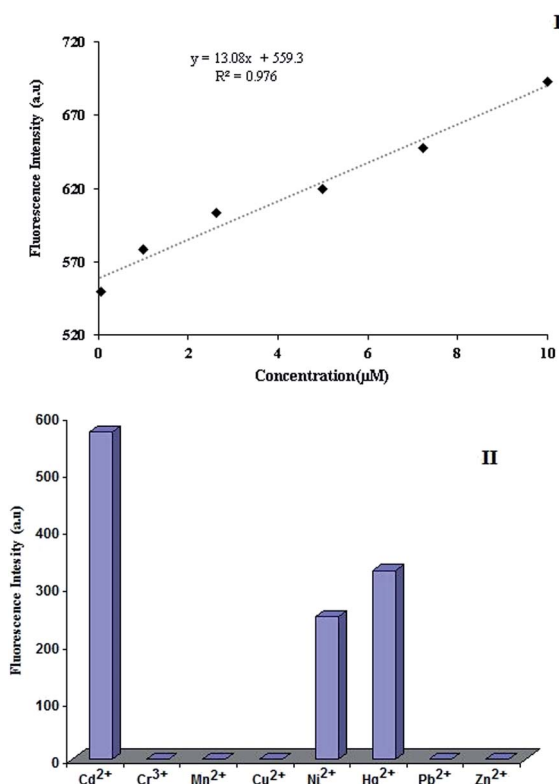 I
720
670
620
570
520
y = 13.08x + 559.3
R² = 0.976
Fluorescence Intensity (a.u)
0 2 4 6 8 10
Concentration(µM)
II
600
500
400
300
200
100
0
Fluorescence Intesity (a.u)
Cd2+ Cr3+ Mn2+ Cu2+ Ni2+ Hg2+ Pb2+ Zn2+